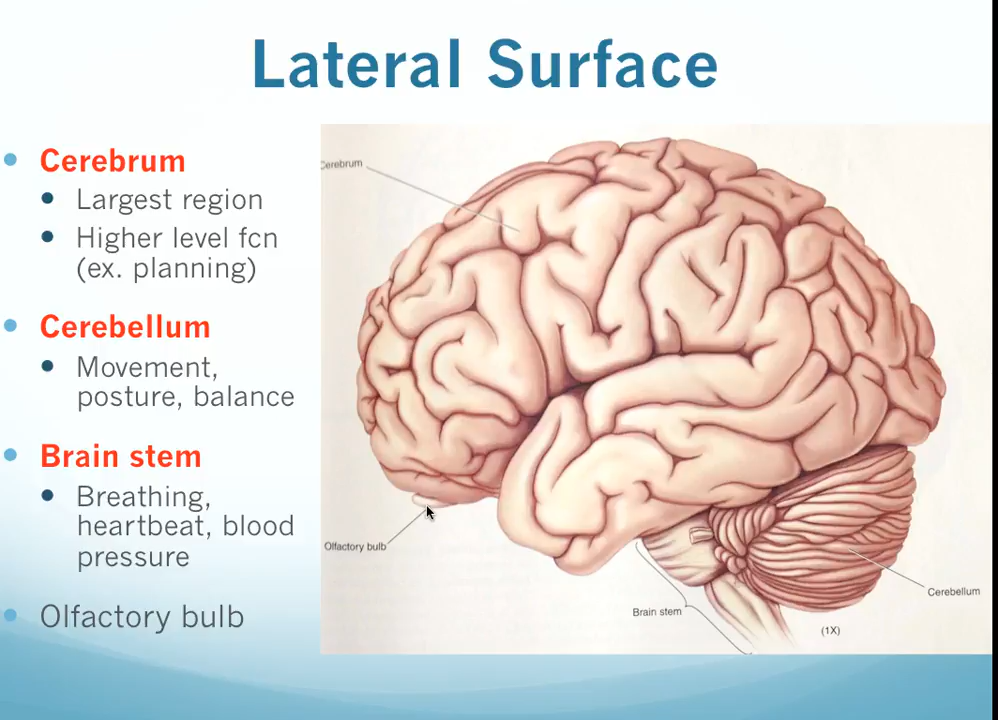 Lateral Surface
Cerebrum
Largest region
Higher level fcn
(ex. planning)
Cerebellum
Movement,
posture, balance
Brain stem
Breathing,
heartbeat, blood
pressure
Olfactory bulb
Cerebrum
Olfactory bulb
Brain stem
Cerebellum
(1X)